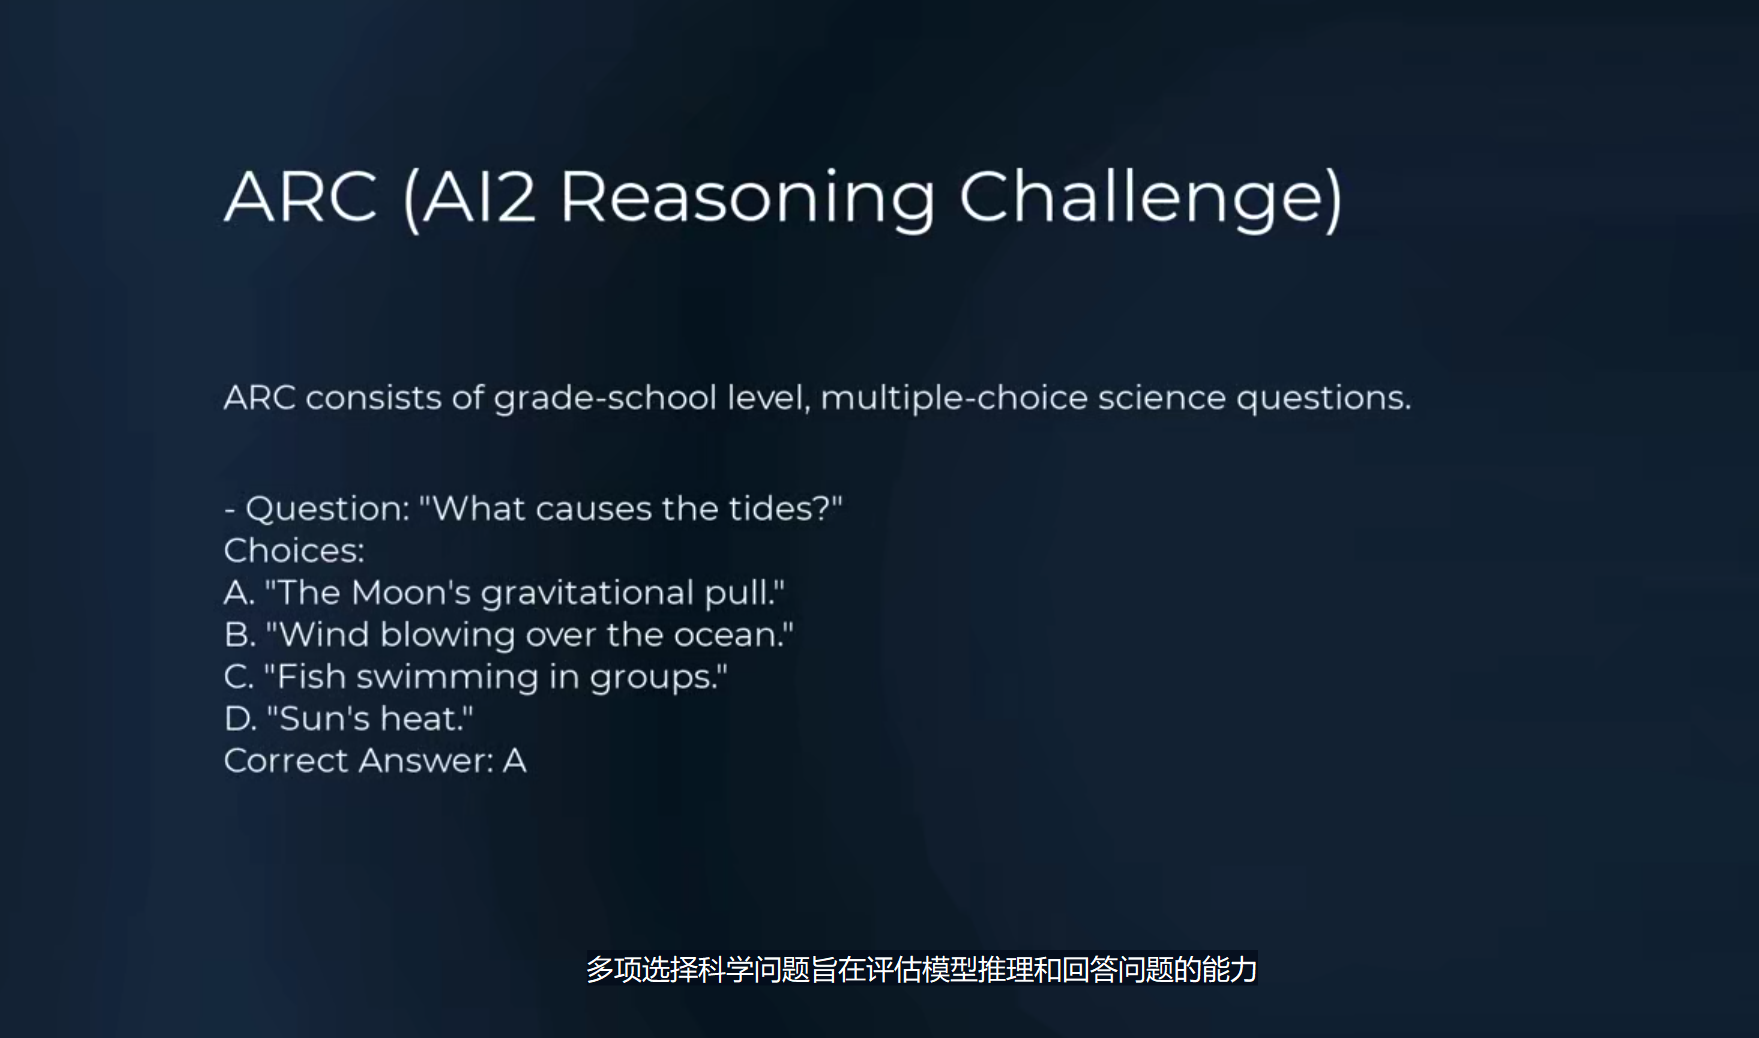 ARC (AI2 Reasoning Challenge)
ARC consists of grade-school level, multiple-choice science questions.
- Question: "What causes the tides?"
Choices:
A. "The Moon's gravitational pull."
B. "Wind blowing over the ocean."
C. "Fish swimming in groups."
D. "Sun's heat."
Correct Answer: A
多项选择科学问题旨在评估模型推理和回答问题的能力